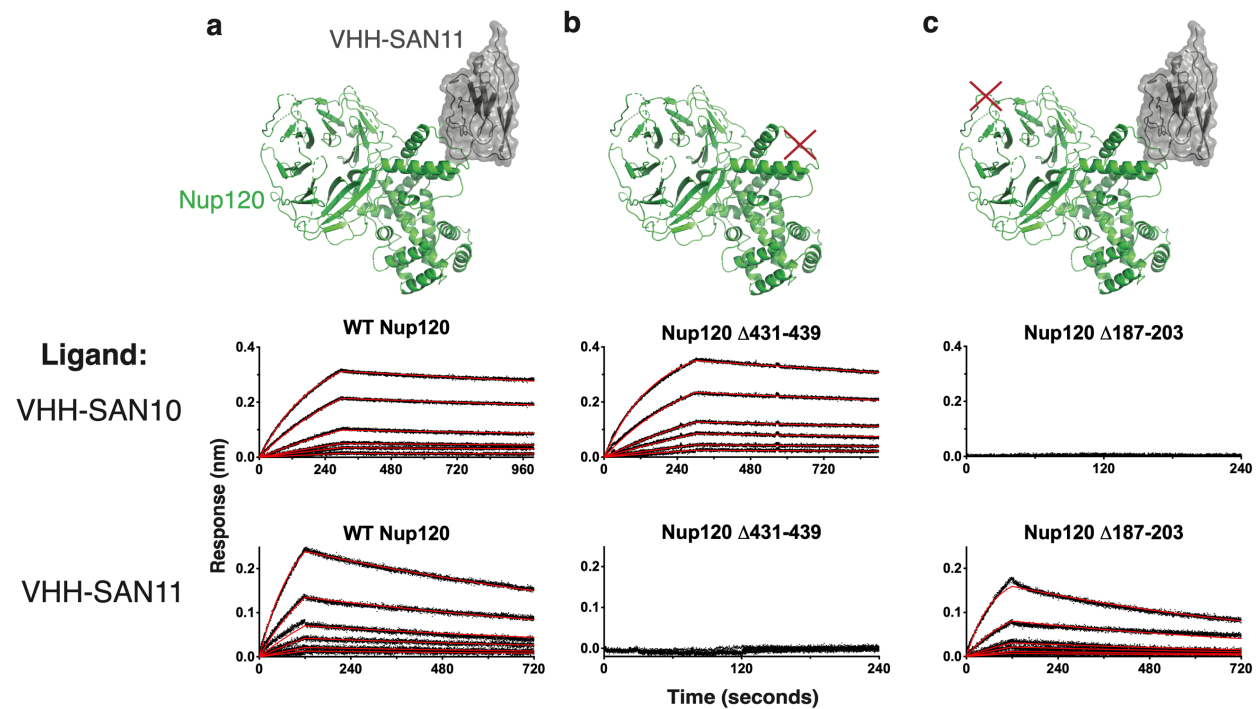 a
b
c
VHH-SAN11
Nup120
Ligand:
VHH-SAN10
VHH-SAN11
Response (nm)
WT Nup120
0.4
0.2
0.0
0 240 480 720 960
Nup120 Δ431-439
0.4
0.2
0.0
0 240 480 720
Nup120 Δ187-203
0.4
0.2
0.0
0 120 240
WT Nup120
0.2
0.1
0.0
0 240 480 720
Nup120 Δ431-439
0.2
0.1
0.0
0 120 240
Nup120 Δ187-203
0.2
0.1
0.0
0 240 480 720
Time (seconds)